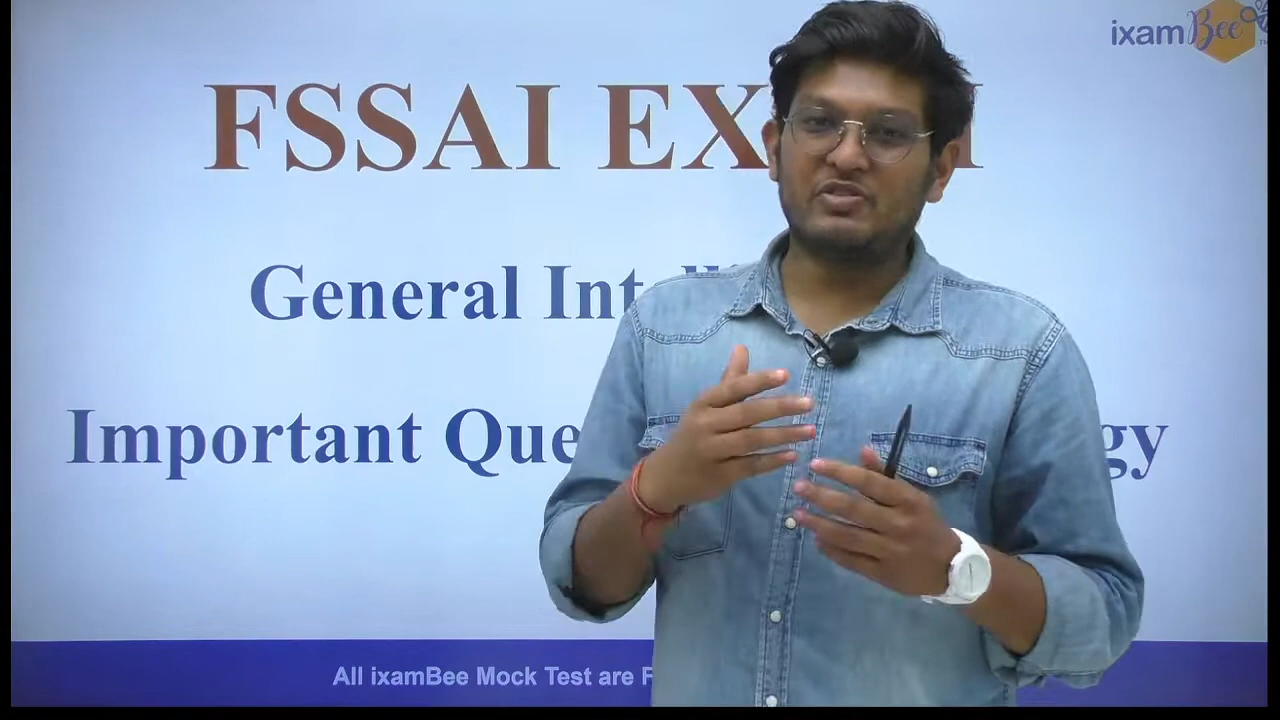 ixamBee
FSSAI EX
General Int
Important Que gy
All ixamBee Mock Test are F